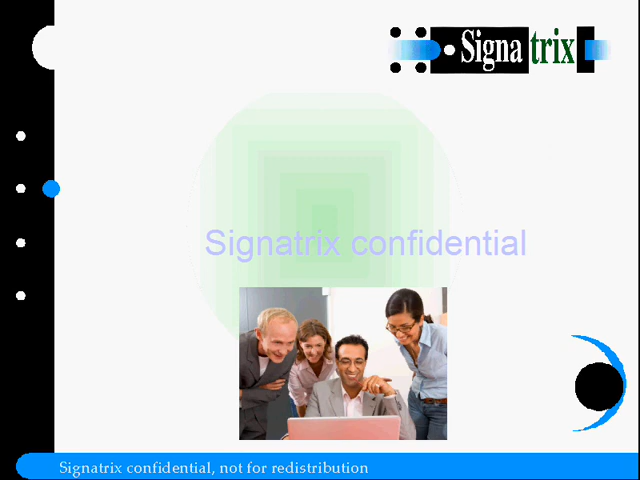 Signatrix
Signatrix confidential
Signatrix confidential, not for redistribution